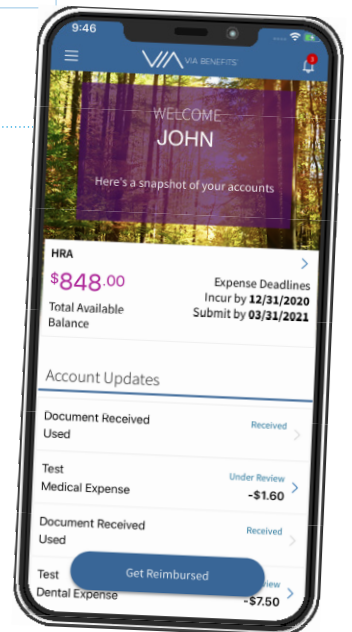 9:46
VIA BENEFITS
3
WELCOME
JOHN
Here's a snapshot of your accounts
HRA
$848.00
Total Available
Balance
Expense Deadlines
Incur by 12/31/2020
Submit by 03/31/2021
Account Updates
Document Received
Used
Received
Test
Medical Expense
Under Review
-$1.60
Document Received
Used
Received
Test
Dental Expense
iew
-$7.50
Get Reimbursed